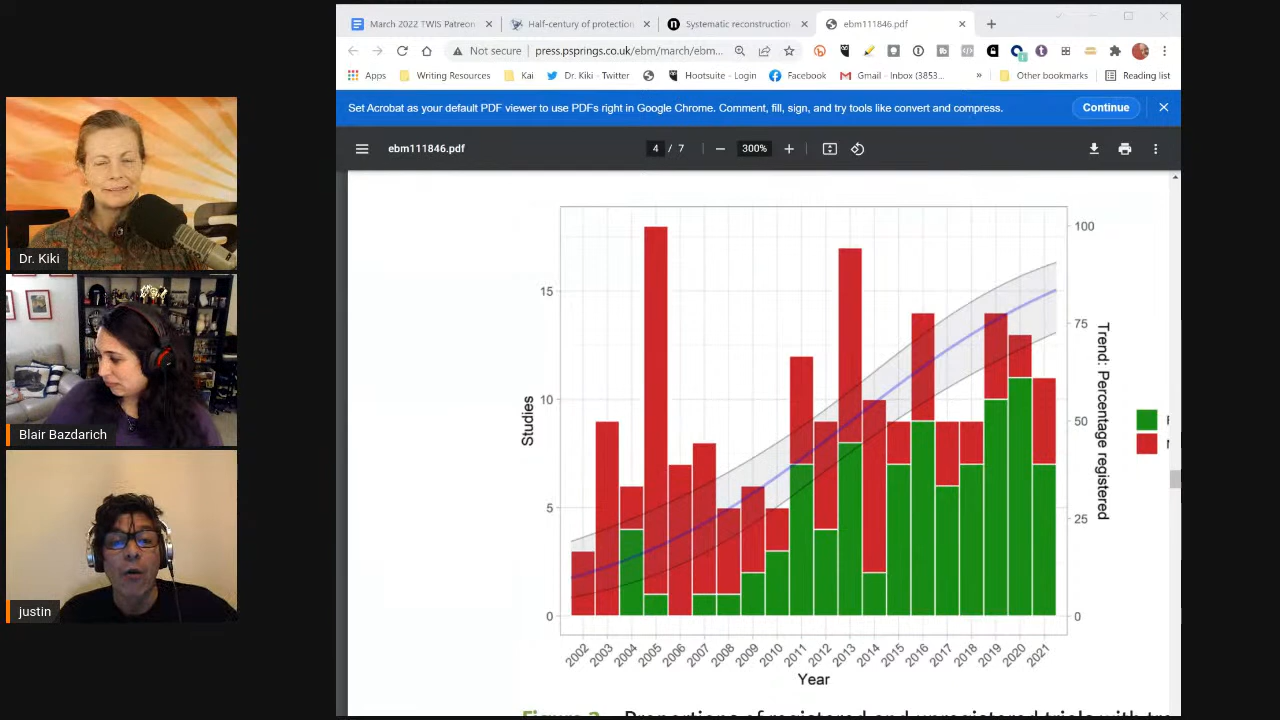 March 2022 TWIS Patreon
Half-century of protection
Systematic reconstruction
ebm111846.pdf
Not secure
press.psprings.co.uk/ebm/march/ebm...
Apps
Writing Resources
Kai
Dr. Kiki - Twitter
Hootsuite - Login
Facebook
Gmail - Inbox (3853...
»
Other bookmarks
Reading list
Set Acrobat as your default PDF viewer to use PDFs right in Google Chrome. Comment, fill, sign, and try tools like convert and compress.
Continue
ebm111846.pdf
4 / 7
300%
Dr. Kiki
Blair Bazdarich
justin
Studies
15
10
5
0
100
75
50
25
0
Trend: Percentage registered
2002 2003 2004 2005 2006 2007 2008 2009 2010 2011 2012 2013 2014 2015 2016 2017 2018 2019 2020 2021
Year